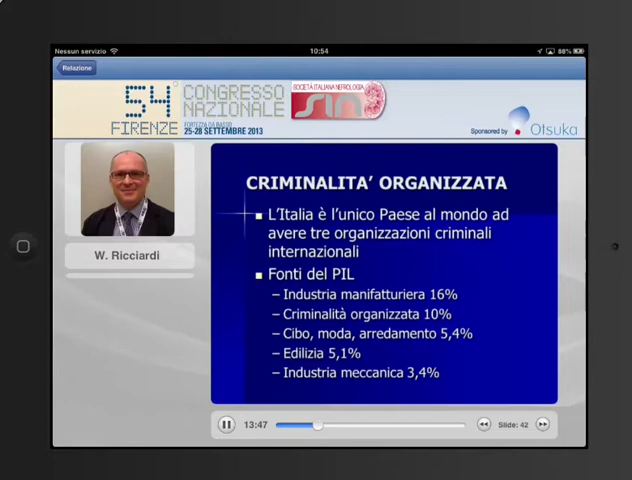 Nessun servizio
10:54
88%
Relazione
54°
CONGRESSO
NAZIONALE
SOCIETÀ ITALIANA NEFROLOGIA
sin
FIRENZE
FORTEZZA DA BASSO
25-28 SETTEMBRE 2013
Sponsored by
Otsuka
W. Ricciardi
CRIMINALITA' ORGANIZZATA
L'Italia è l'unico Paese al mondo ad
avere tre organizzazioni criminali
internazionali
Fonti del PIL
– Industria manifatturiera 16%
– Criminalità organizzata 10%
– Cibo, moda, arredamento 5,4%
– Edilizia 5,1%
– Industria meccanica 3,4%
13:47
Slide: 42